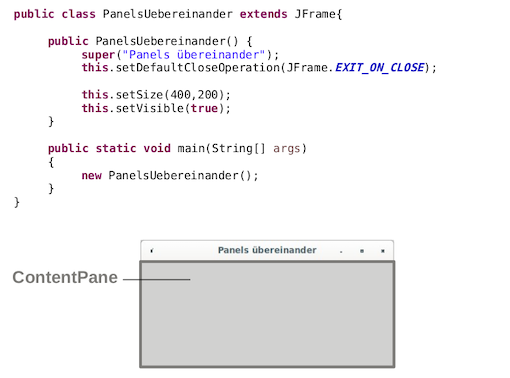 public class PanelsUebereinander extends JFrame{
public PanelsUebereinander() {
super("Panels übereinander");
this.setDefaultCloseOperation(JFrame.EXIT_ON_CLOSE);
this.setSize(400,200);
this.setVisible(true);
}
public static void main(String[] args)
{
new PanelsUebereinander();
}
}
Panels übereinander
ContentPane